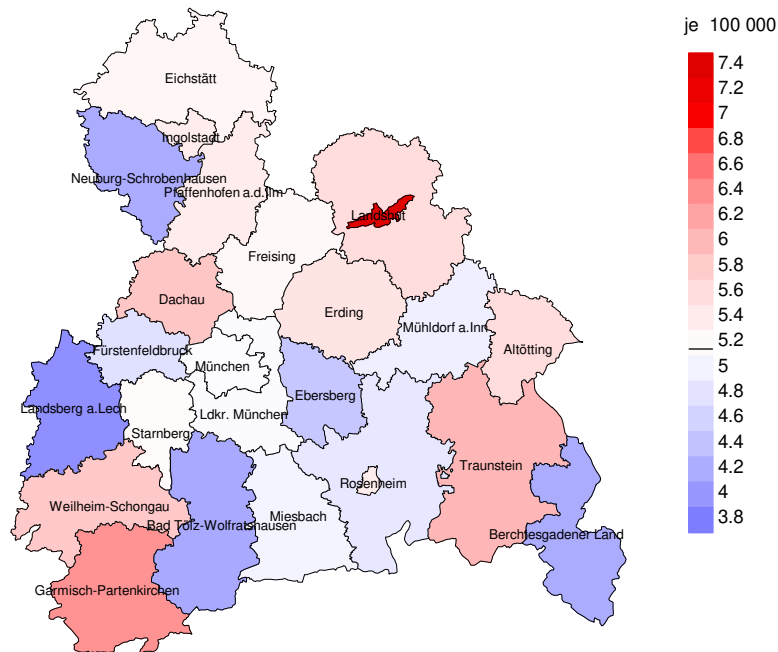 je 100 000
7.4
7.2
7
6.8
6.6
6.4
6.2
6
5.8
5.6
5.4
5.2
5
4.8
4.6
4.4
4.2
4
3.8
Eichstätt
Ingolstadt
Neuburg-Schrobenhausen
Pfaffenhofen a.d.Ilm
Landshut
Freising
Dachau
Erding
Mühldorf a.Inn
Altötting
Fürstenfeldbruck
München
Ebersberg
Landsberg a.Lech
Ldkr. München
Starnberg
Traunstein
Rosenheim
Weilheim-Schongau
Miesbach
Bad Tölz-Wolfratshausen
Berchtesgadener Land
Garmisch-Partenkirchen